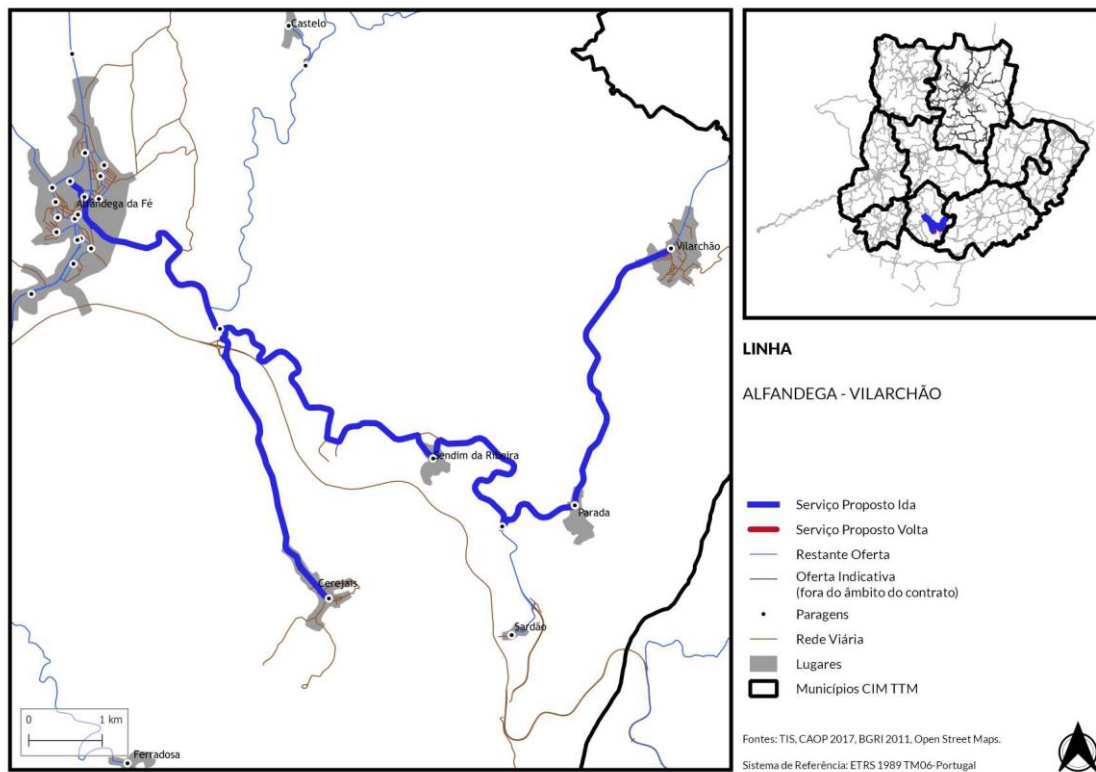 Castelo
Alfandega da Fé
Vilarchão
Sendim da Ribeira
Parada
Cerejais
Sardão
Ferradosa
0 1 km
LINHA
ALFANDEGA - VILARCHÃO
Serviço Proposto Ida
Serviço Proposto Volta
Restante Oferta
Oferta Indicativa
(fora do âmbito do contrato)
Paragens
Rede Viária
Lugares
Municípios CIM TTM
Fontes: TIS, CAOP 2017, BGRI 2011, Open Street Maps.
Sistema de Referência: ETRS 1989 TM06-Portugal